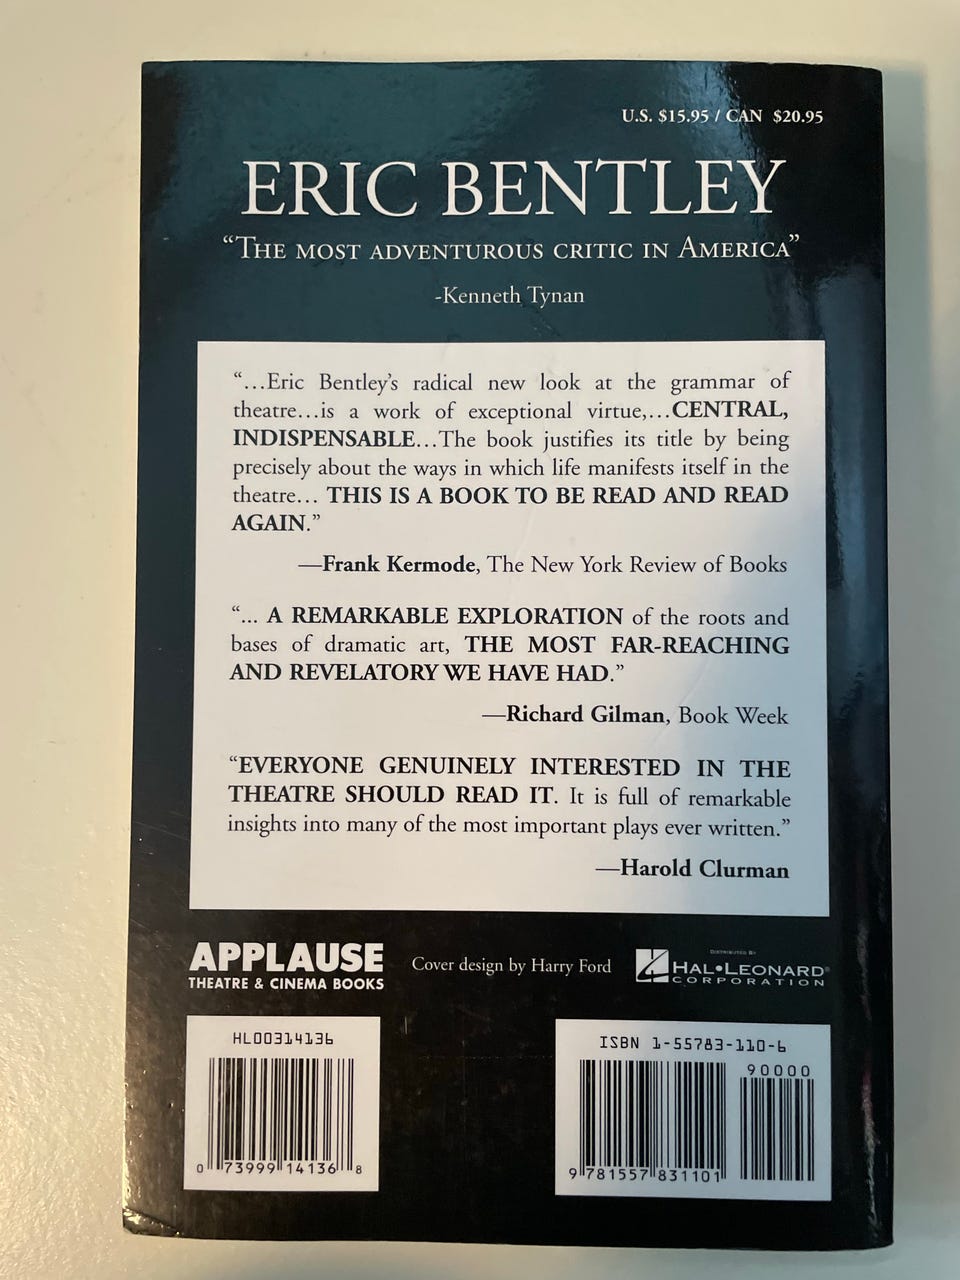 U.S. $15.95 / CAN $20.95
ERIC BENTLEY
“THE MOST ADVENTUROUS CRITIC IN AMERICA”
-Kenneth Tynan
“…Eric Bentley’s radical new look at the grammar of
theatre…is a work of exceptional virtue,…CENTRAL,
INDISPENSABLE…The book justifies its title by being
precisely about the ways in which life manifests itself in the
theatre… THIS IS A BOOK TO BE READ AND READ
AGAIN.”
—Frank Kermode, The New York Review of Books
“... A REMARKABLE EXPLORATION of the roots and
bases of dramatic art, THE MOST FAR-REACHING
AND REVELATORY WE HAVE HAD.”
—Richard Gilman, Book Week
“EVERYONE GENUINELY INTERESTED IN THE
THEATRE SHOULD READ IT. It is full of remarkable
insights into many of the most important plays ever written.”
—Harold Clurman
APPLAUSE
THEATRE & CINEMA BOOKS
Cover design by Harry Ford
DISTRIBUTED BY
HAL•LEONARD®
CORPORATION
HL00314136
0 73999 14136 8
ISBN 1-55783-110-6
90000
9 781557 831101